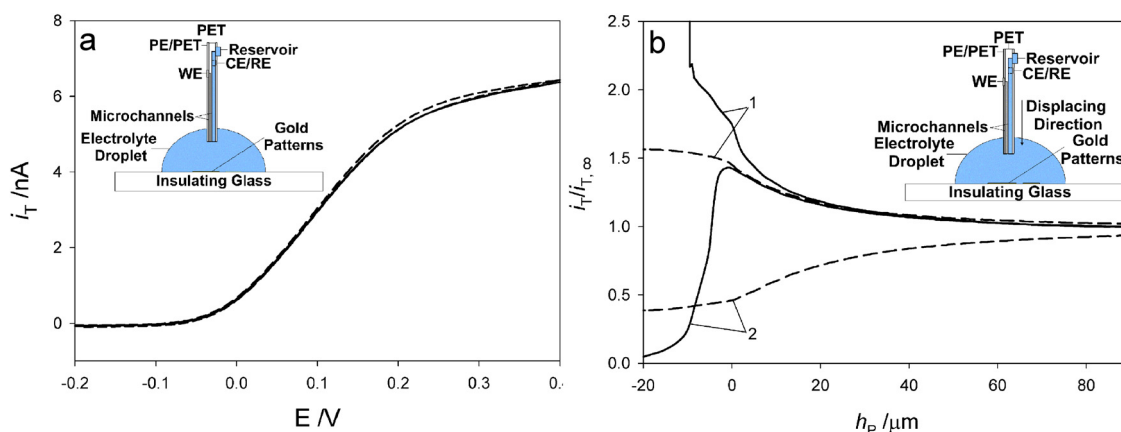 a
8
6
4
2
0
-0.2
-0.1
0.0
0.1
0.2
0.3
0.4
i_T /nA
E /V
PET
PE/PET
Reservoir
CE/RE
WE
Microchannels
Electrolyte
Droplet
Gold
Patterns
Insulating Glass
b
2.5
2.0
1.5
1.0
0.5
0.0
-20
0
20
40
60
80
i_T/i_T, ∞
h_P /μm
1
2
PET
PE/PET
Reservoir
CE/RE
WE
Microchannels
Displacing
Direction
Electrolyte
Droplet
Gold
Patterns
Insulating Glass